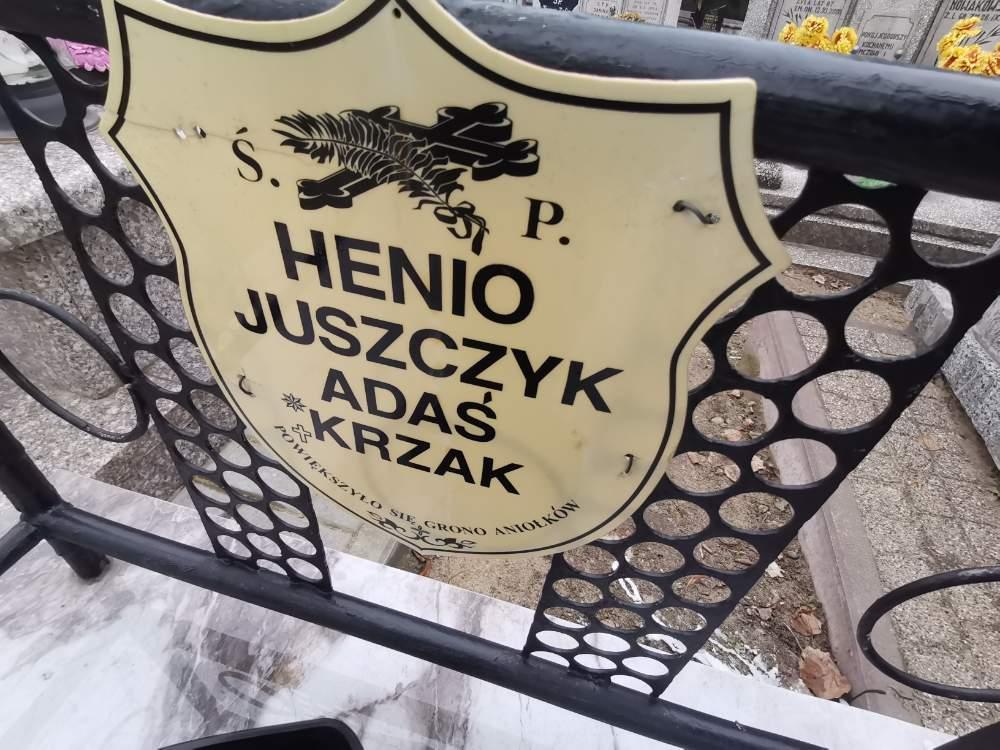 Ś. P.
HENIO
JUSZCZYK
ADAŚ
KRZAK
POWIĘKSZYŁO SIĘ GRONO ANIOŁKÓW